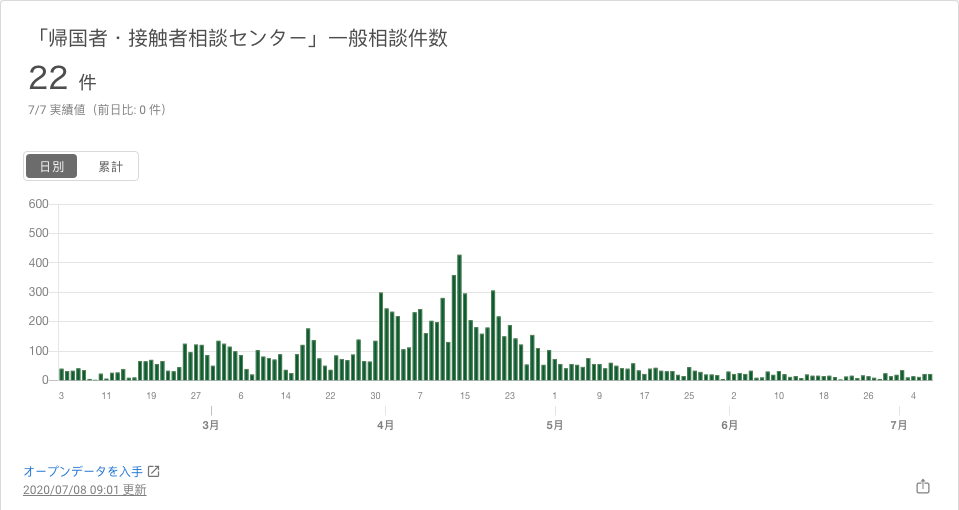 「帰国者・接触者相談センター」一般相談件数
22 件
7/7 実績値（前日比: 0 件）
日別 累計
600
500
400
300
200
100
0
3 11 19 27 6 14 22 30 7 15 23 1 9 17 25 2 10 18 26 4
3月 4月 5月 6月 7月
オープンデータを入手
2020/07/08 09:01 更新